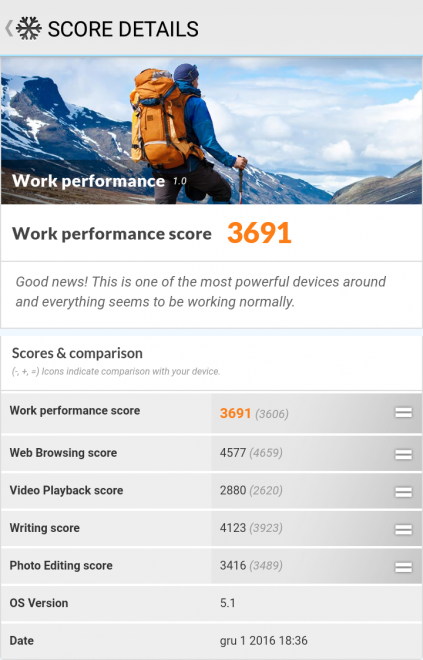 SCORE DETAILS
Work performance 1.0
Work performance score 3691
Good news! This is one of the most powerful devices around
and everything seems to be working normally.
Scores & comparison
(-, +, =) Icons indicate comparison with your device.
Work performance score 3691 (3606)
Web Browsing score 4577 (4659)
Video Playback score 2880 (2620)
Writing score 4123 (3923)
Photo Editing score 3416 (3489)
OS Version 5.1
Date gru 1 2016 18:36